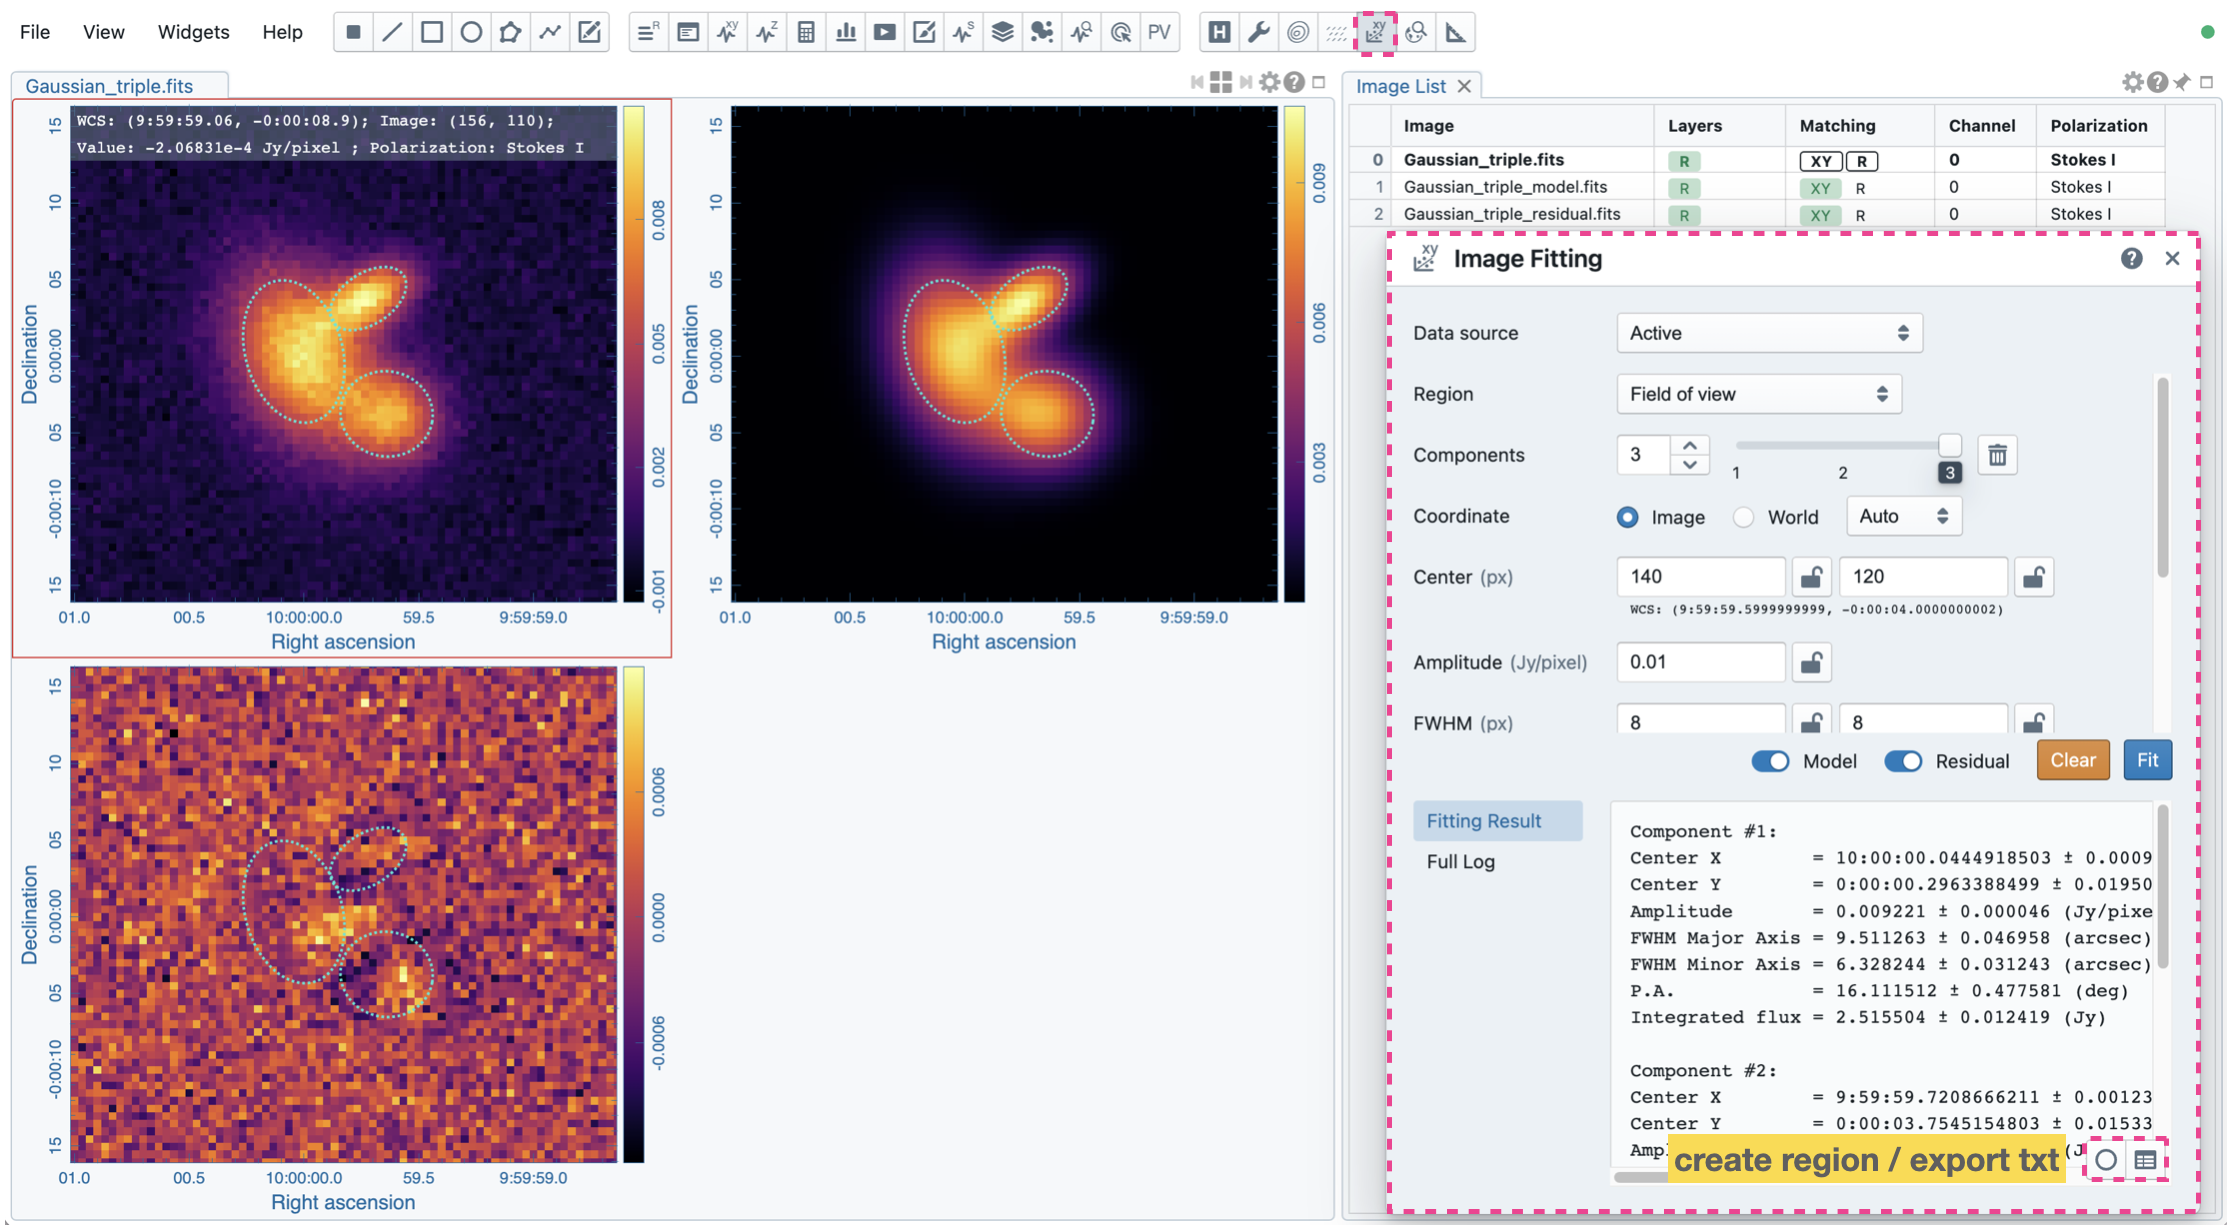 File View Widgets Help
R XY Z S PV H xy
Gaussian_triple.fits
WCS: (9:59:59.06, -0:00:08.9); Image: (156, 110);
Value: -2.06831e-4 Jy/pixel ; Polarization: Stokes I
15
10
05
0:00:00
05
-0:00:10
15
Declination
01.0 00.5 10:00:00.0 59.5 9:59:59.0
Right ascension
0.008
0.005
0.002
-0.001
15
10
05
0:00:00
05
-0:00:10
15
Declination
01.0 00.5 10:00:00.0 59.5 9:59:59.0
Right ascension
0.009
0.006
0.003
15
10
05
0:00:00
05
-0:00:10
15
Declination
01.0 00.5 10:00:00.0 59.5 9:59:59.0
Right ascension
0.0006
0.0000
-0.0006
Image List
Image Layers Matching Channel Polarization
0 Gaussian_triple.fits R XY R 0 Stokes I
1 Gaussian_triple_model.fits R XY R 0 Stokes I
2 Gaussian_triple_residual.fits R XY R 0 Stokes I
xy Image Fitting
Data source Active
Region Field of view
Components 3 1 2 3
Coordinate Image World Auto
Center (px) 140 120
WCS: (9:59:59.5999999999, -0:00:04.0000000002)
Amplitude (Jy/pixel) 0.01
FWHM (px) 8 8
Model Residual Clear Fit
Fitting Result
Full Log
Component #1:
Center X = 10:00:00.0444918503 ± 0.0009
Center Y = 0:00:00.2963388499 ± 0.01950
Amplitude = 0.009221 ± 0.000046 (Jy/pixe
FWHM Major Axis = 9.511263 ± 0.046958 (arcsec)
FWHM Minor Axis = 6.328244 ± 0.031243 (arcsec)
P.A. = 16.111512 ± 0.477581 (deg)
Integrated flux = 2.515504 ± 0.012419 (Jy)
Component #2:
Center X = 9:59:59.7208666211 ± 0.00123
Center Y = 0:00:03.7545154803 ± 0.01533
Amp (J
create region / export txt